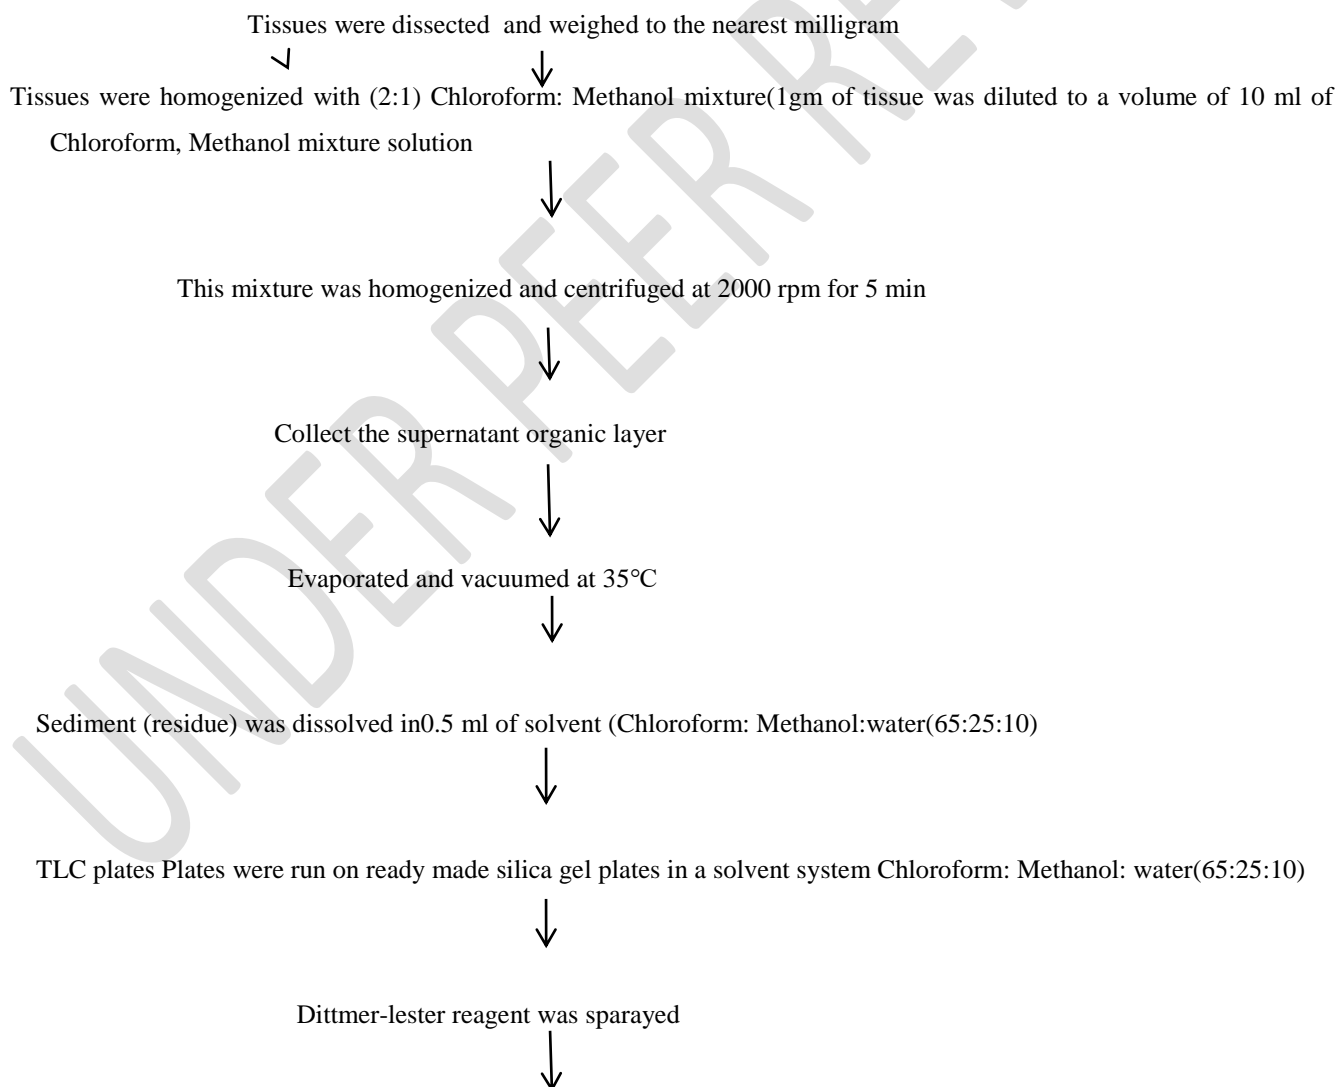 Tissues were dissected  and weighed to the nearest milligram
Tissues were homogenized with (2:1) Chloroform: Methanol mixture(1gm of tissue was diluted to a volume of 10 ml of
Chloroform, Methanol mixture solution
This mixture was homogenized and centrifuged at 2000 rpm for 5 min
Collect the supernatant organic layer
Evaporated and vacuumed at 35°C
Sediment (residue) was dissolved in0.5 ml of solvent (Chloroform: Methanol:water(65:25:10)
TLC plates Plates were run on ready made silica gel plates in a solvent system Chloroform: Methanol: water(65:25:10)
Dittmer-lester reagent was sparayed
UNDER PEER